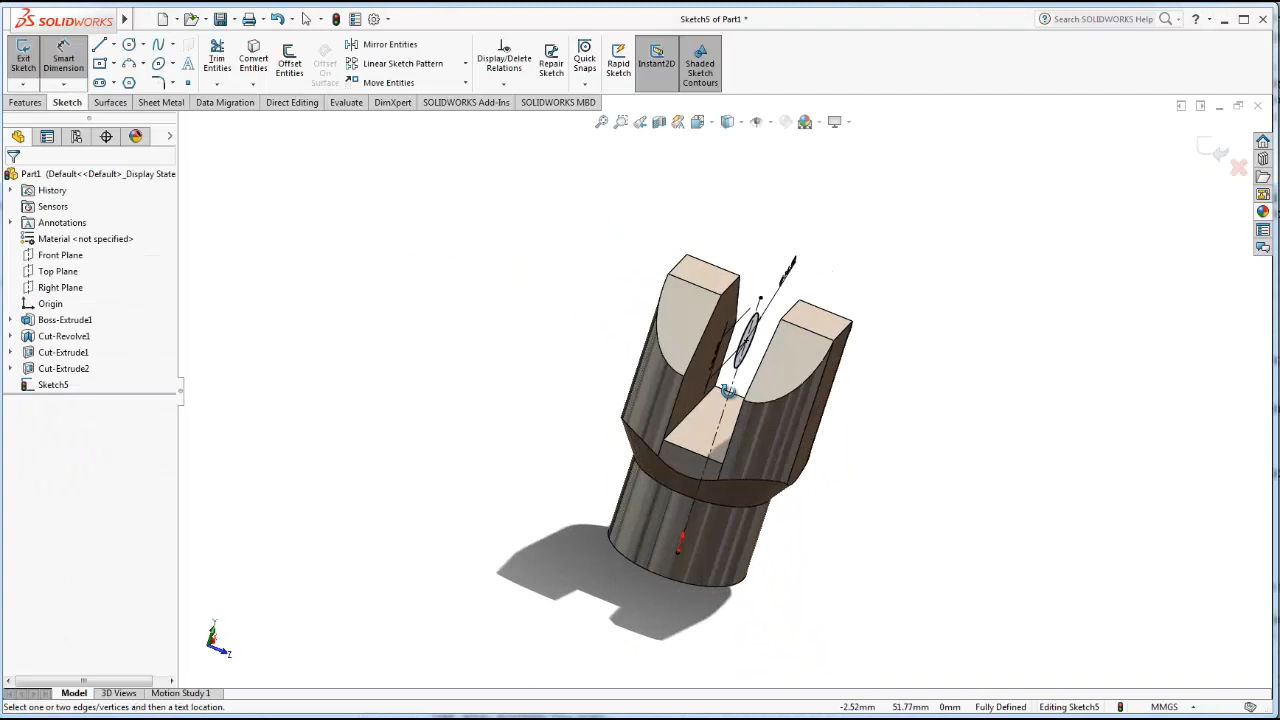 SOLIDWORKS
Sketch5 of Part1 *
Search SOLIDWORKS Help
Exit Sketch
Smart Dimension
Trim Entities
Convert Entities
Offset Entities
Offset On Surface
Mirror Entities
Linear Sketch Pattern
Move Entities
Display/Delete Relations
Repair Sketch
Quick Snaps
Rapid Sketch
Instant2D
Shaded Sketch Contours
Features Sketch Surfaces Sheet Metal Data Migration Direct Editing Evaluate DimXpert SOLIDWORKS Add-Ins SOLIDWORKS MBD
Part1 (Default<<Default>_Display State
History
Sensors
Annotations
Material <not specified>
Front Plane
Top Plane
Right Plane
Origin
Boss-Extrude1
Cut-Revolve1
Cut-Extrude1
Cut-Extrude2
Sketch5
Y
Z
Model 3D Views Motion Study 1
Select one or two edges/vertices and then a text location.
-2.52mm 51.77mm 0mm Fully Defined Editing Sketch5 MMGS